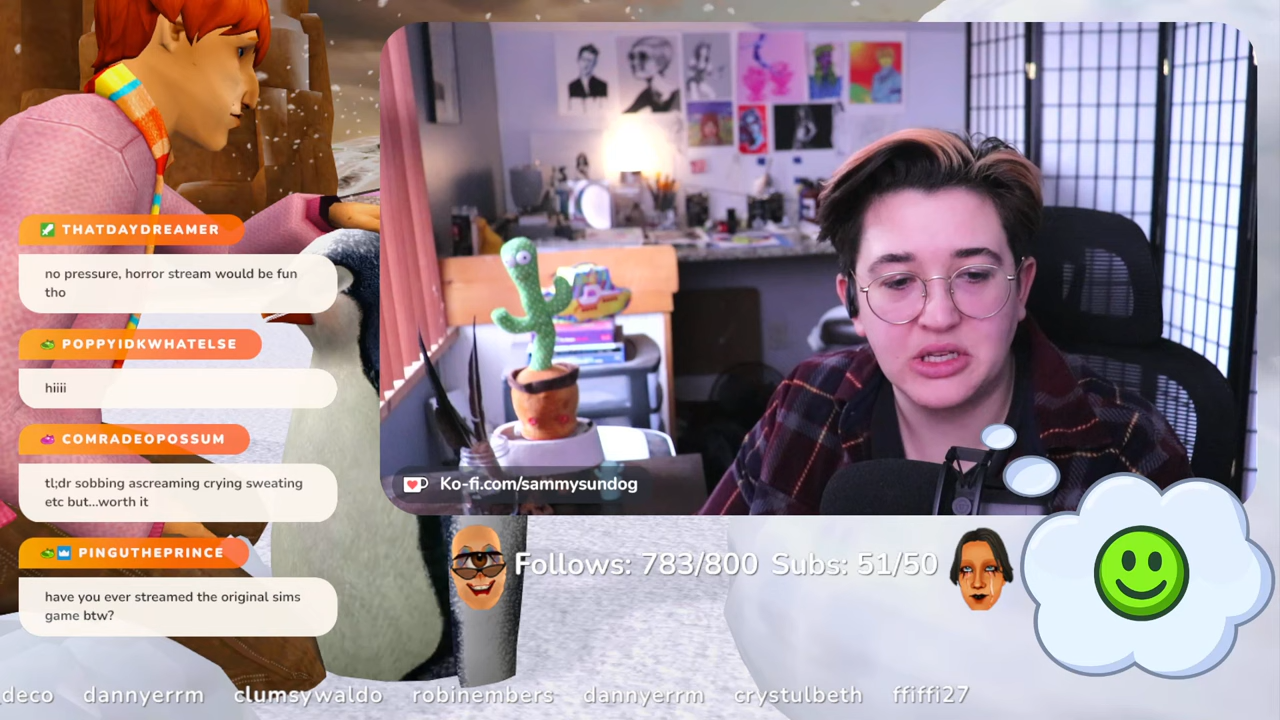 THATDAYDREAMER
no pressure, horror stream would be fun
tho
POPPYIDKWHATELSE
hiiii
COMRADEOPOSSUM
tl;dr sobbing ascreaming crying sweating
etc but...worth it
PINGUTHEPRINCE
have you ever streamed the original sims
game btw?
Ko-fi.com/sammysundog
Follows: 783/800 Subs: 51/50
deco dannyerrm clumsywaldo robinembers dannyerrm crystulbeth ffiffi27